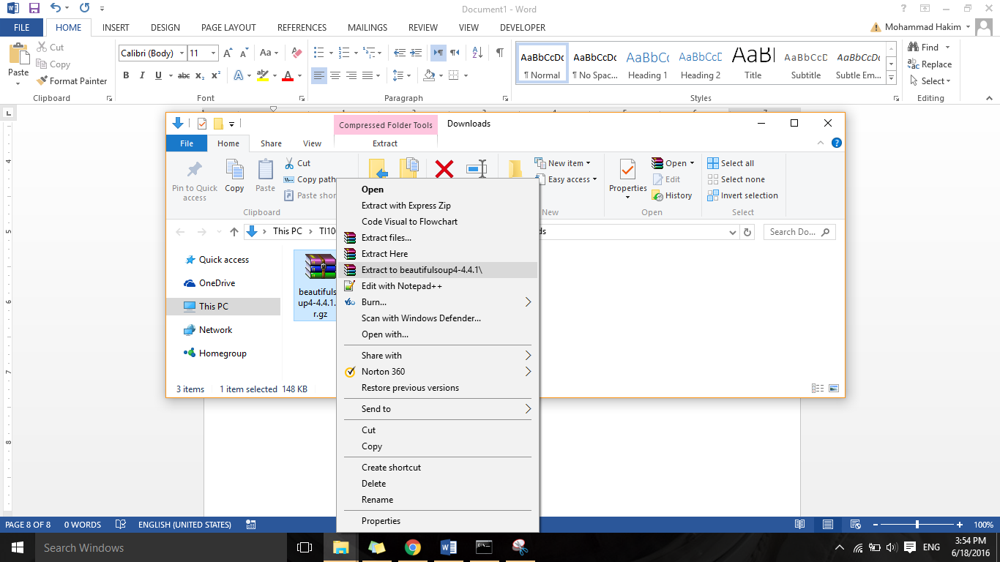 Document1 - Word
FILE HOME INSERT DESIGN PAGE LAYOUT REFERENCES MAILINGS REVIEW VIEW DEVELOPER Mohammad Hakim
Paste
Cut
Copy
Format Painter
Clipboard
Calibri (Body) 11
Font
Paragraph
AaBbCcDc AaBbCcDc AaBbCc AaBbCcD AaB AaBbCcD AaBbCcDc
¶ Normal ¶ No Spac... Heading 1 Heading 2 Title Subtitle Subtle Em...
Styles
Find
Replace
Select
Editing
Compressed Folder Tools
Downloads
File Home Share View Extract
Pin to Quick access
Copy
Paste
Cut
Copy path
Paste shor
Clipboard
New item
Easy access
New
Properties
Open
Edit
History
Open
Select all
Select none
Invert selection
Select
This PC TI10 ds
Search Do...
Quick access
OneDrive
This PC
Network
Homegroup
beautifuls
up4-4.4.1.
r.gz
3 items 1 item selected 148 KB
Open
Extract with Express Zip
Code Visual to Flowchart
Extract files...
Extract Here
Extract to beautifulsoup4-4.4.1\
Edit with Notepad++
Burn...
Scan with Windows Defender...
Open with...
Share with
Norton 360
Restore previous versions
Send to
Cut
Copy
Create shortcut
Delete
Rename
Properties
4
5
6
7
8
PAGE 8 OF 8 0 WORDS ENGLISH (UNITED STATES) 100%
Search Windows
ENG
3:54 PM
6/18/2016